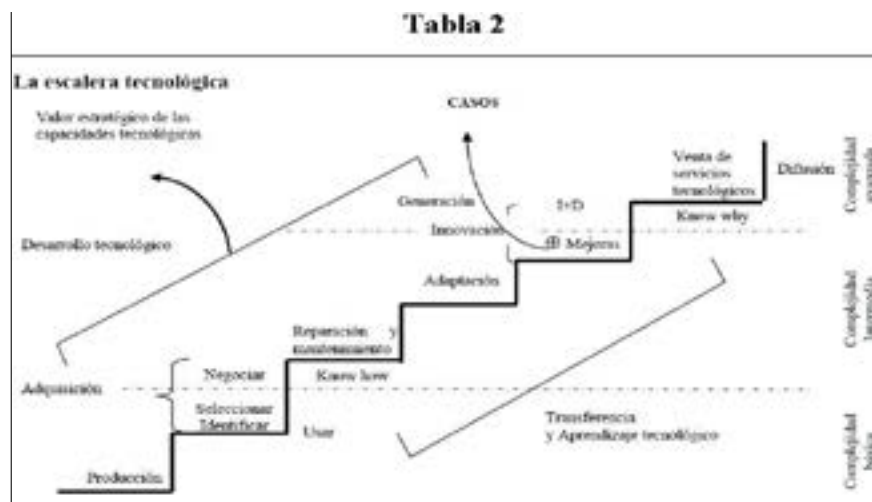 Tabla 2
La escalera tecnológica
Valor estratégico de las
capacidades tecnológicas
CASOS
Venta de
servicios
tecnológicos
Difusión
Know why
Generación
I+D
Innovación
⊕ Mejoras
Desarrollo tecnológico
Adaptación
Reparación y
mantenimiento
Know how
Adquisición
Negociar
Seleccionar
Identificar
Usar
Transferencia
y Aprendizaje tecnológico
Producción
Complejidad
avanzada
Complejidad
intermedia
Complejidad
básica